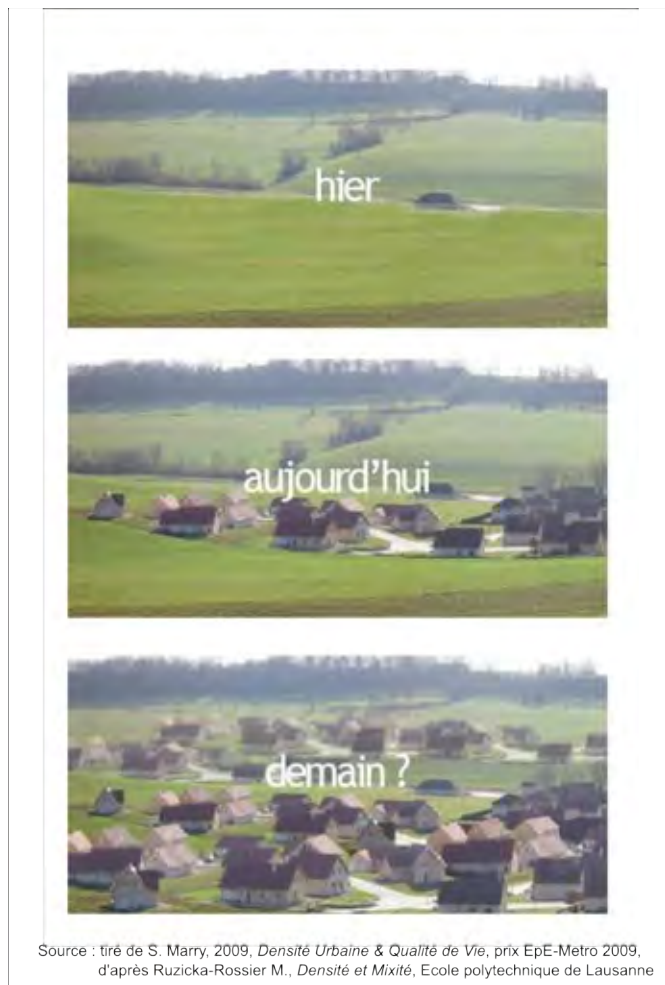 hier
aujourd'hui
demain ?
Source : tiré de S. Marry, 2009, Densité Urbaine & Qualité de Vie, prix EpE-Metro 2009,
d'après Ruzicka-Rossier M., Densité et Mixité, Ecole polytechnique de Lausanne